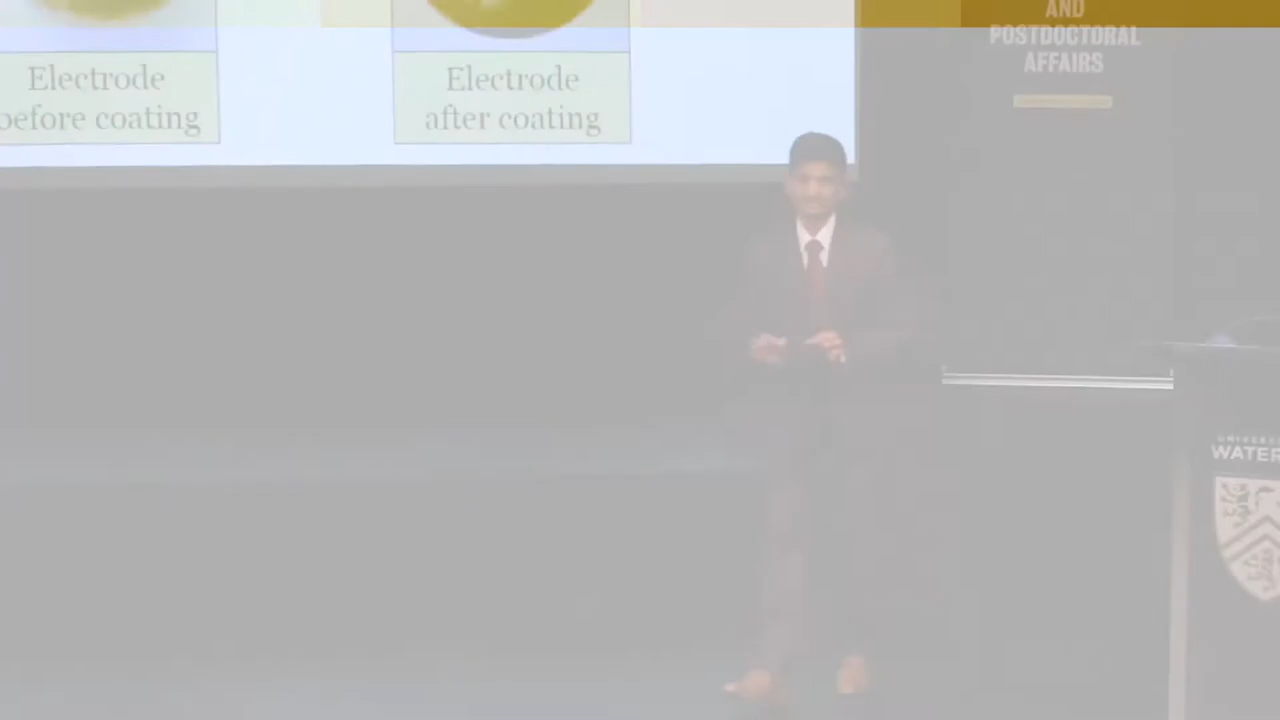 AND
POSTDOCTORAL
AFFAIRS
Electrode
before coating
Electrode
after coating
WATER